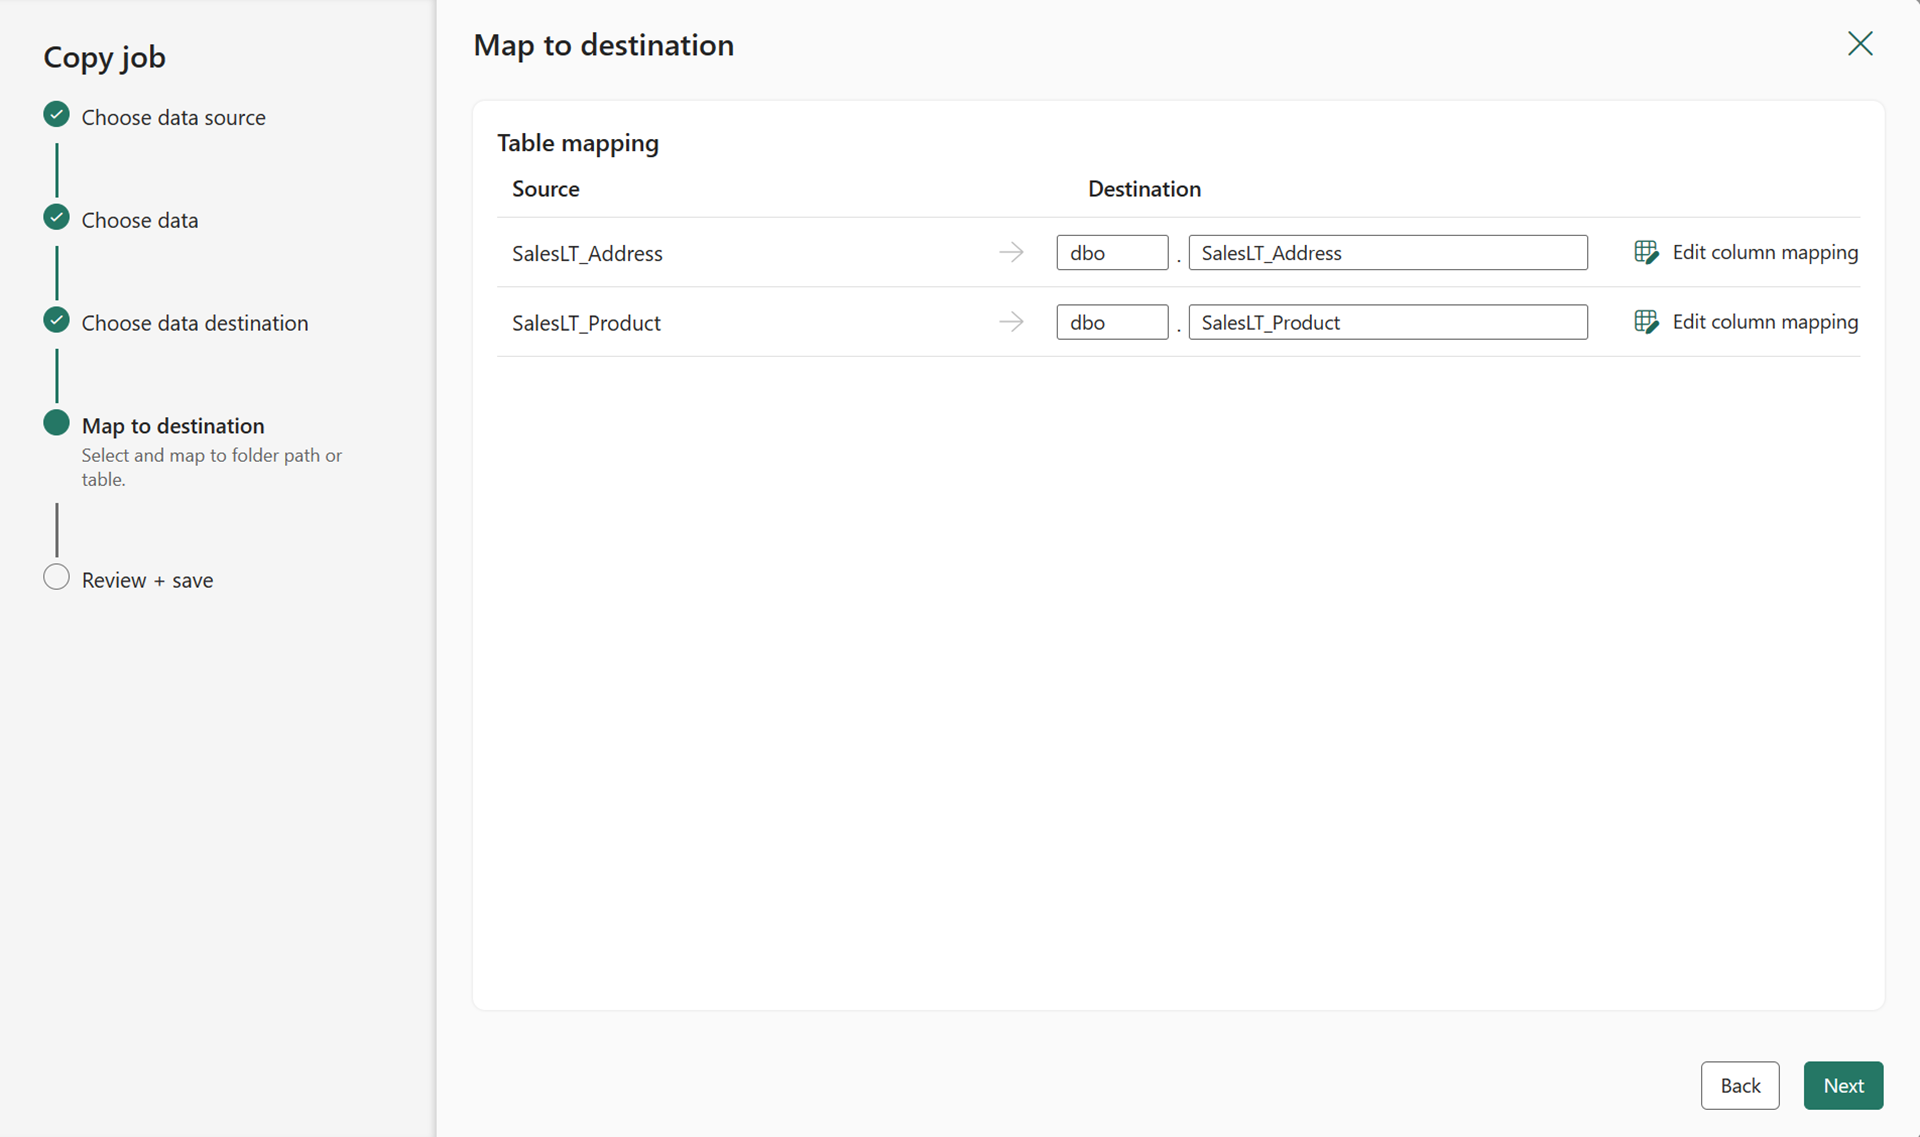 Copy job
Choose data source
Choose data
Choose data destination
Map to destination
Select and map to folder path or
table.
Review + save
Map to destination
Table mapping
Source Destination
SalesLT_Address dbo . SalesLT_Address Edit column mapping
SalesLT_Product dbo . SalesLT_Product Edit column mapping
Back Next